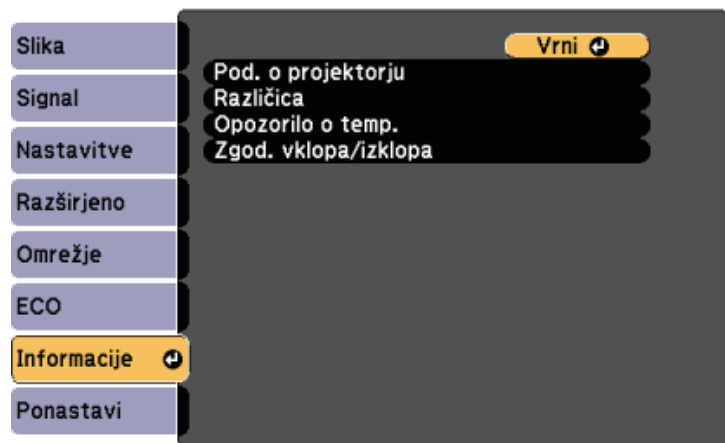 Slika
Signal
Nastavitve
Razširjeno
Omrežje
ECO
Informacije
Ponastavi
Vrni
Pod. o projektorju
Različica
Opozorilo o temp.
Zgod. vklopa/izklopa